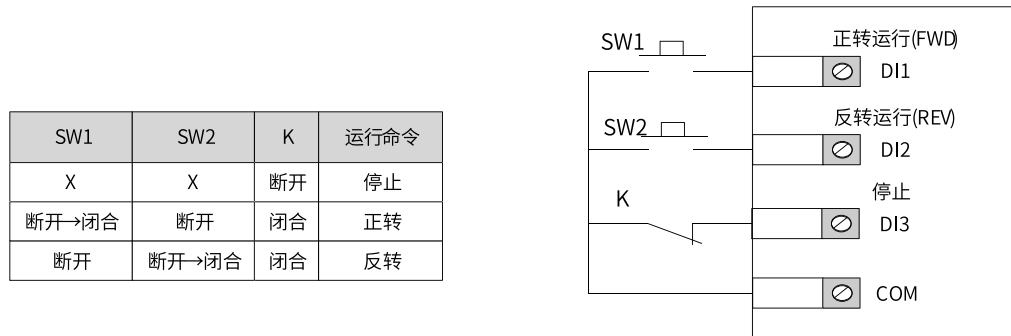 SW1 SW2 K 运行命令
X X 断开 停止
断开→闭合 断开 闭合 正转
断开 断开→闭合 闭合 反转
正转运行(FWD)
SW1
DI1
反转运行(REV)
SW2
DI2
停止
K
DI3
COM